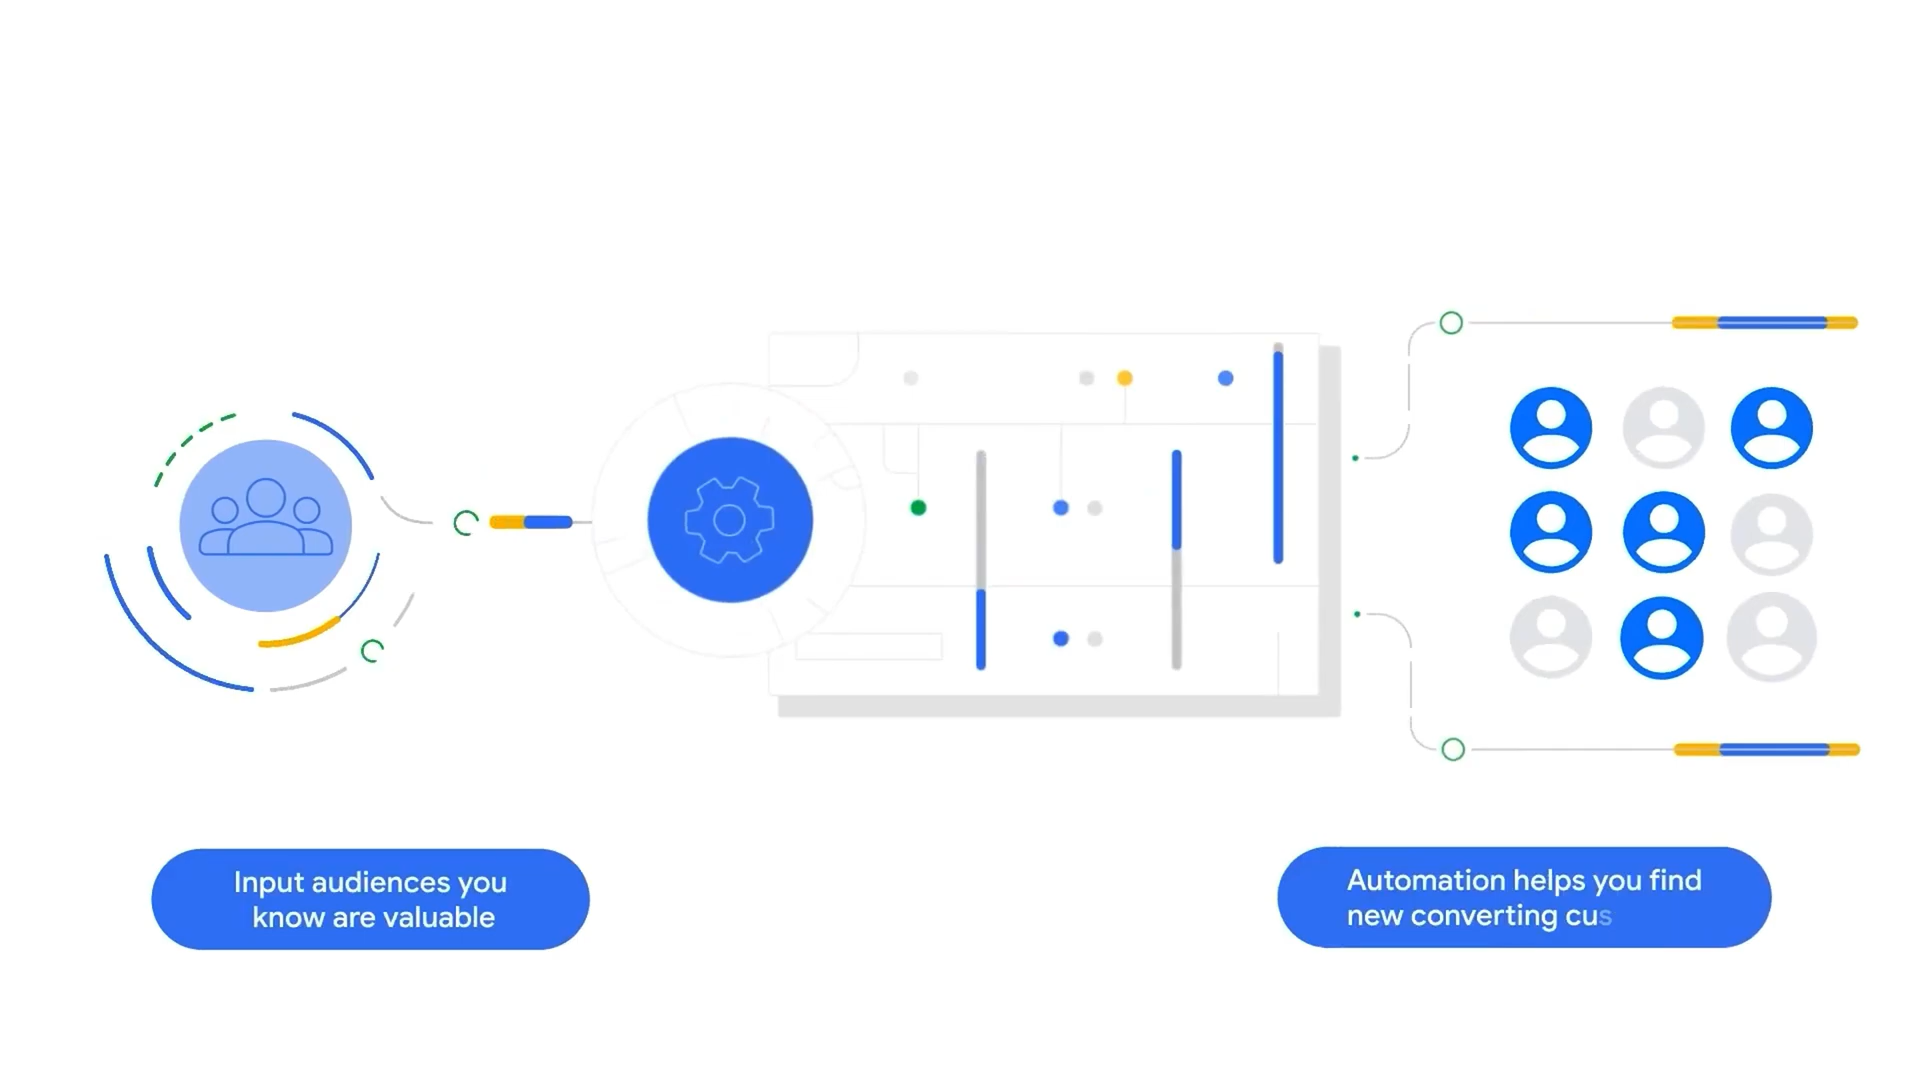 Input audiences you
know are valuable
Automation helps you find
new converting cus